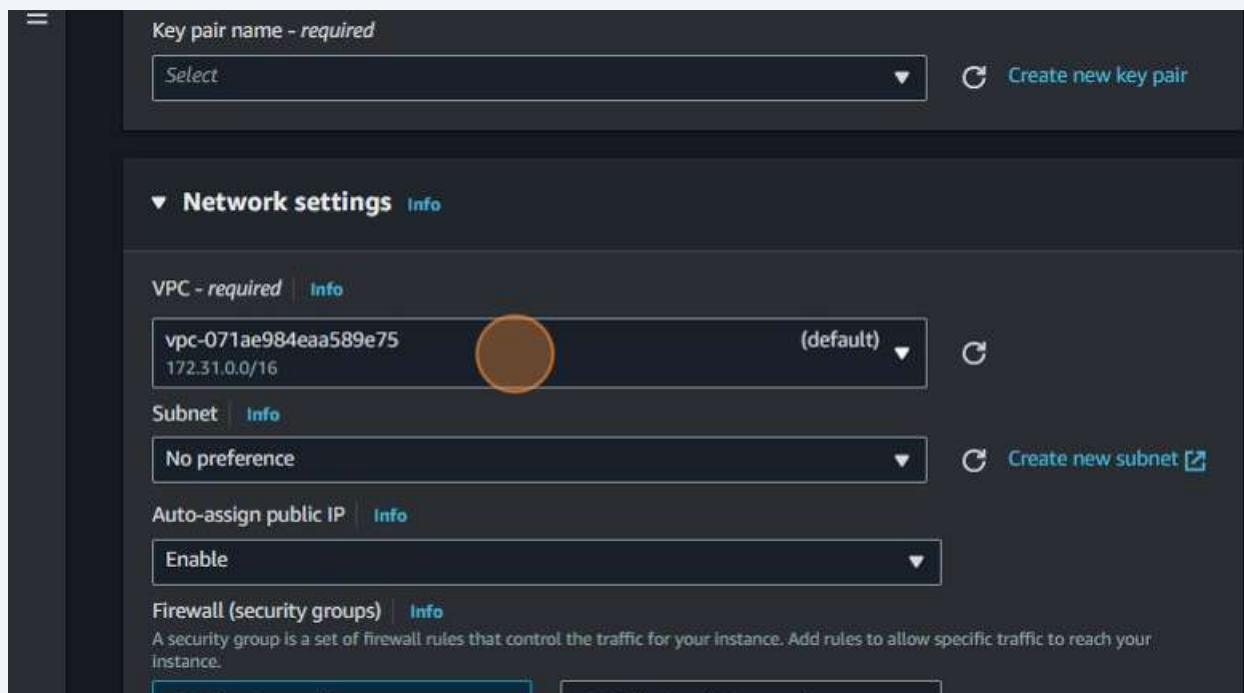 Key pair name - required
Select
Create new key pair
Network settings Info
VPC - required Info
vpc-071ae984eaa589e75 (default)
172.31.0.0/16
Subnet Info
No preference
Create new subnet
Auto-assign public IP Info
Enable
Firewall (security groups) Info
A security group is a set of firewall rules that control the traffic for your instance. Add rules to allow specific traffic to reach your
instance.